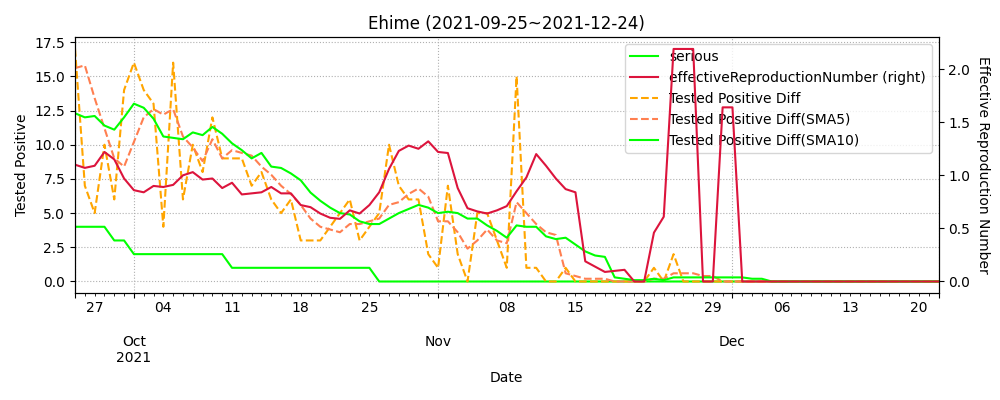 Ehime (2021-09-25~2021-12-24)
Tested Positive
17.5
15.0
12.5
10.0
7.5
5.0
2.5
0.0
serious
effectiveReproductionNumber (right)
Tested Positive Diff
Tested Positive Diff(SMA5)
Tested Positive Diff(SMA10)
2.0
1.5
1.0
0.5
0.0
Effective Reproduction Number
27 04 11 18 25 08 15 22 29 06 13 20
Oct Nov Dec
2021
Date